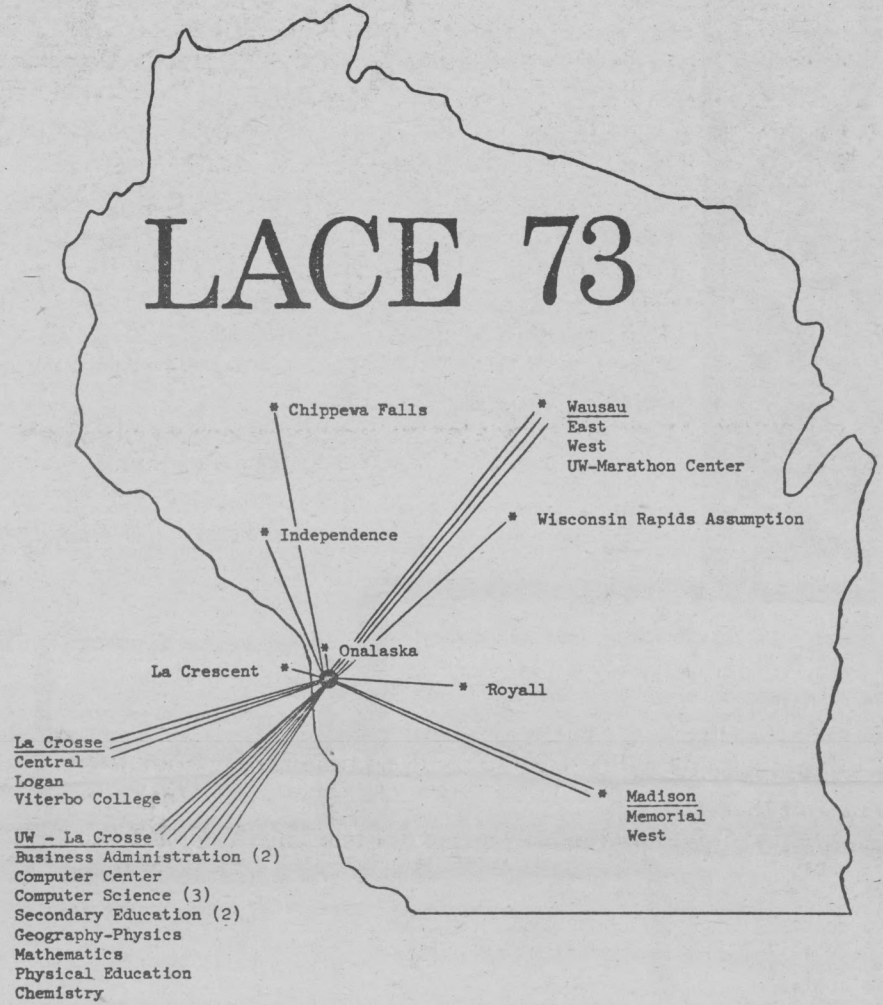 LACE 73
* Chippewa Falls
* Wausau
East
West
UW-Marathon Center
* Wisconsin Rapids Assumption
* Independence
* Onalaska
La Crescent *
* Royall
La Crosse
Central
Logan
Viterbo College
* Madison
Memorial
West
UW - La Crosse
Business Administration (2)
Computer Center
Computer Science (3)
Secondary Education (2)
Geography-Physics
Mathematics
Physical Education
Chemistry